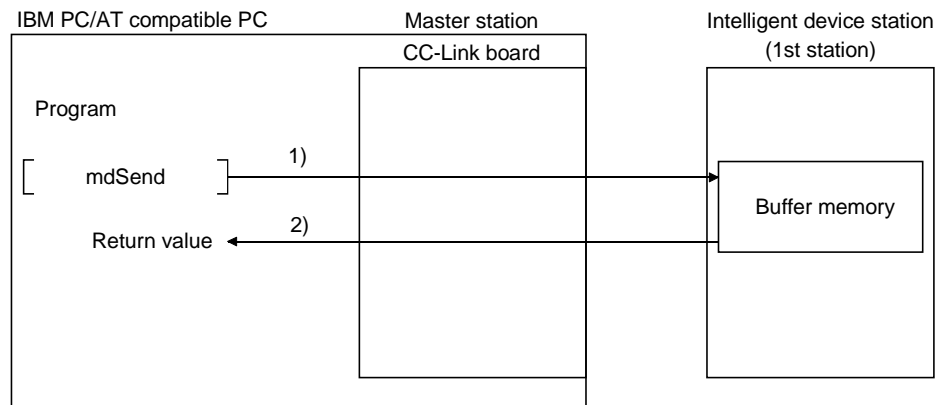 IBM PC/AT compatible PC
Master station
Intelligent device station
(1st station)
CC-Link board
Program
1)
mdSend
Buffer memory
2)
Return value